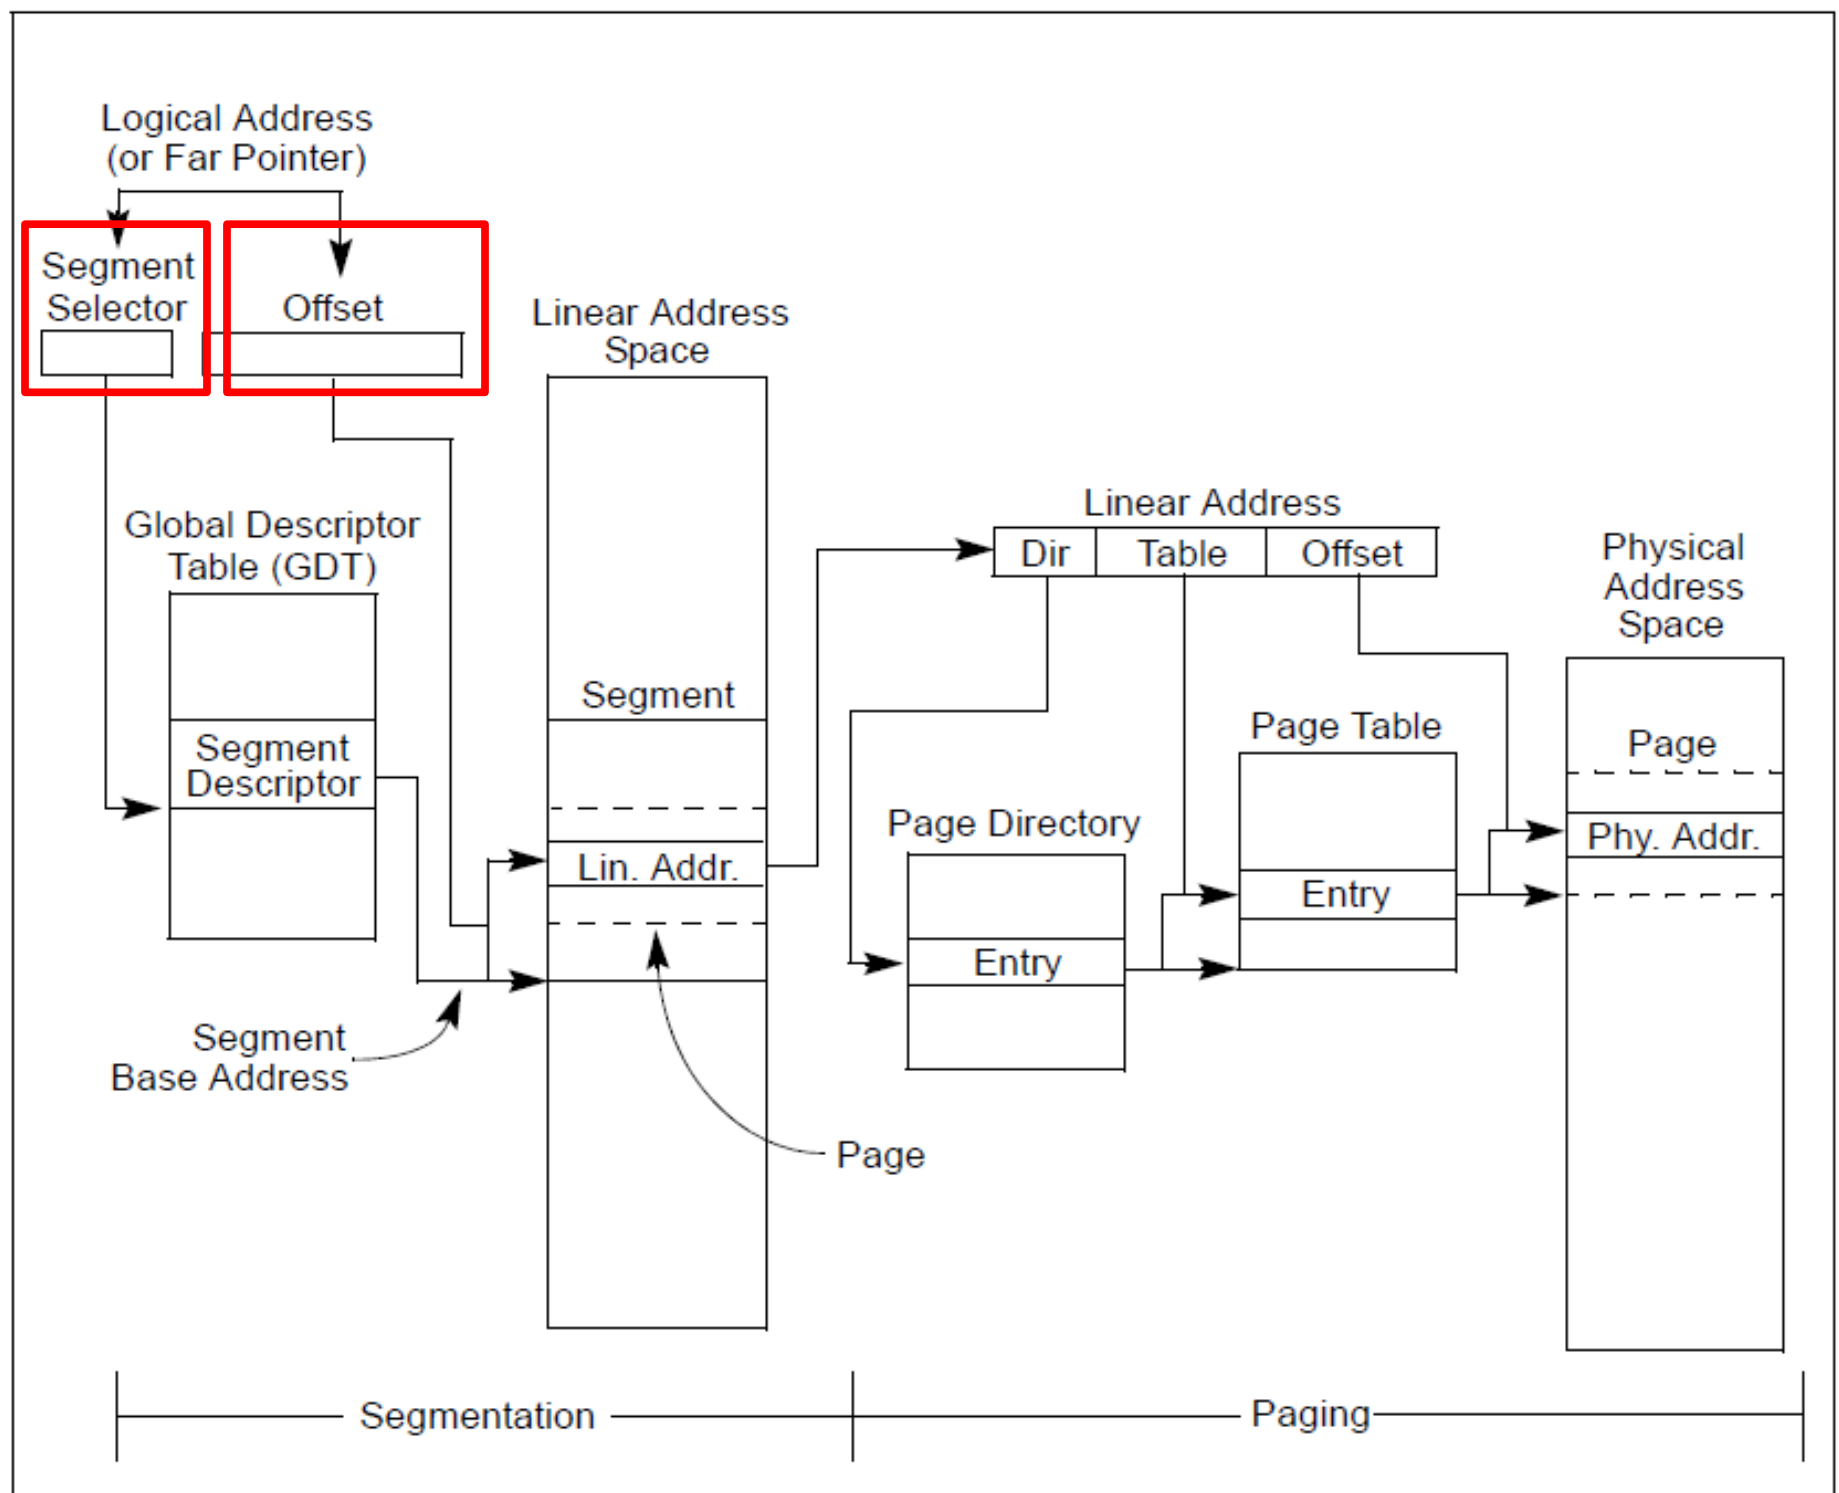 Logical Address
(or Far Pointer)
Segment
Selector
Offset
Linear Address
Space
Global Descriptor
Table (GDT)
Segment
Descriptor
Segment
Lin. Addr.
Segment
Base Address
Page
Linear Address
Dir
Table
Offset
Page Directory
Entry
Page Table
Entry
Physical
Address
Space
Page
Phy. Addr.
Segmentation
Paging